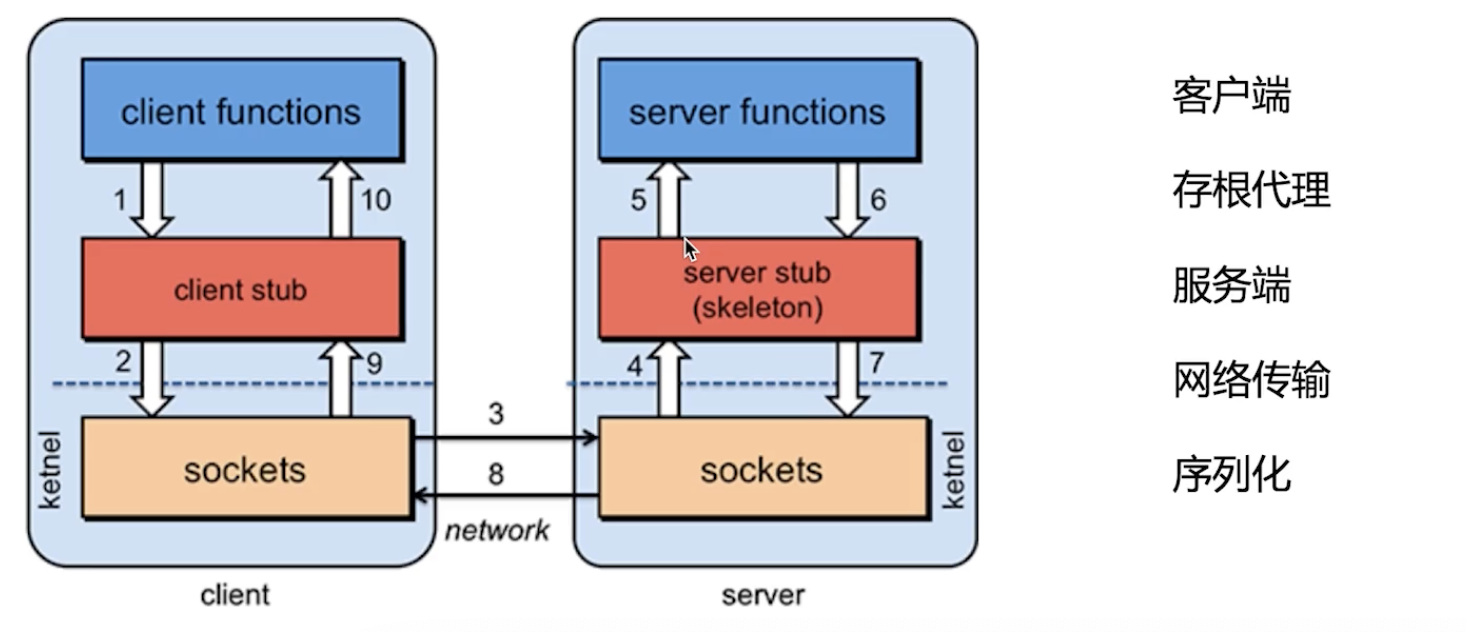 client functions
1
10
client stub
2
9
sockets
ketnel
client
3
8
network
server functions
5
6
server stub
(skeleton)
4
7
sockets
ketnel
server
客户端
存根代理
服务端
网络传输
序列化